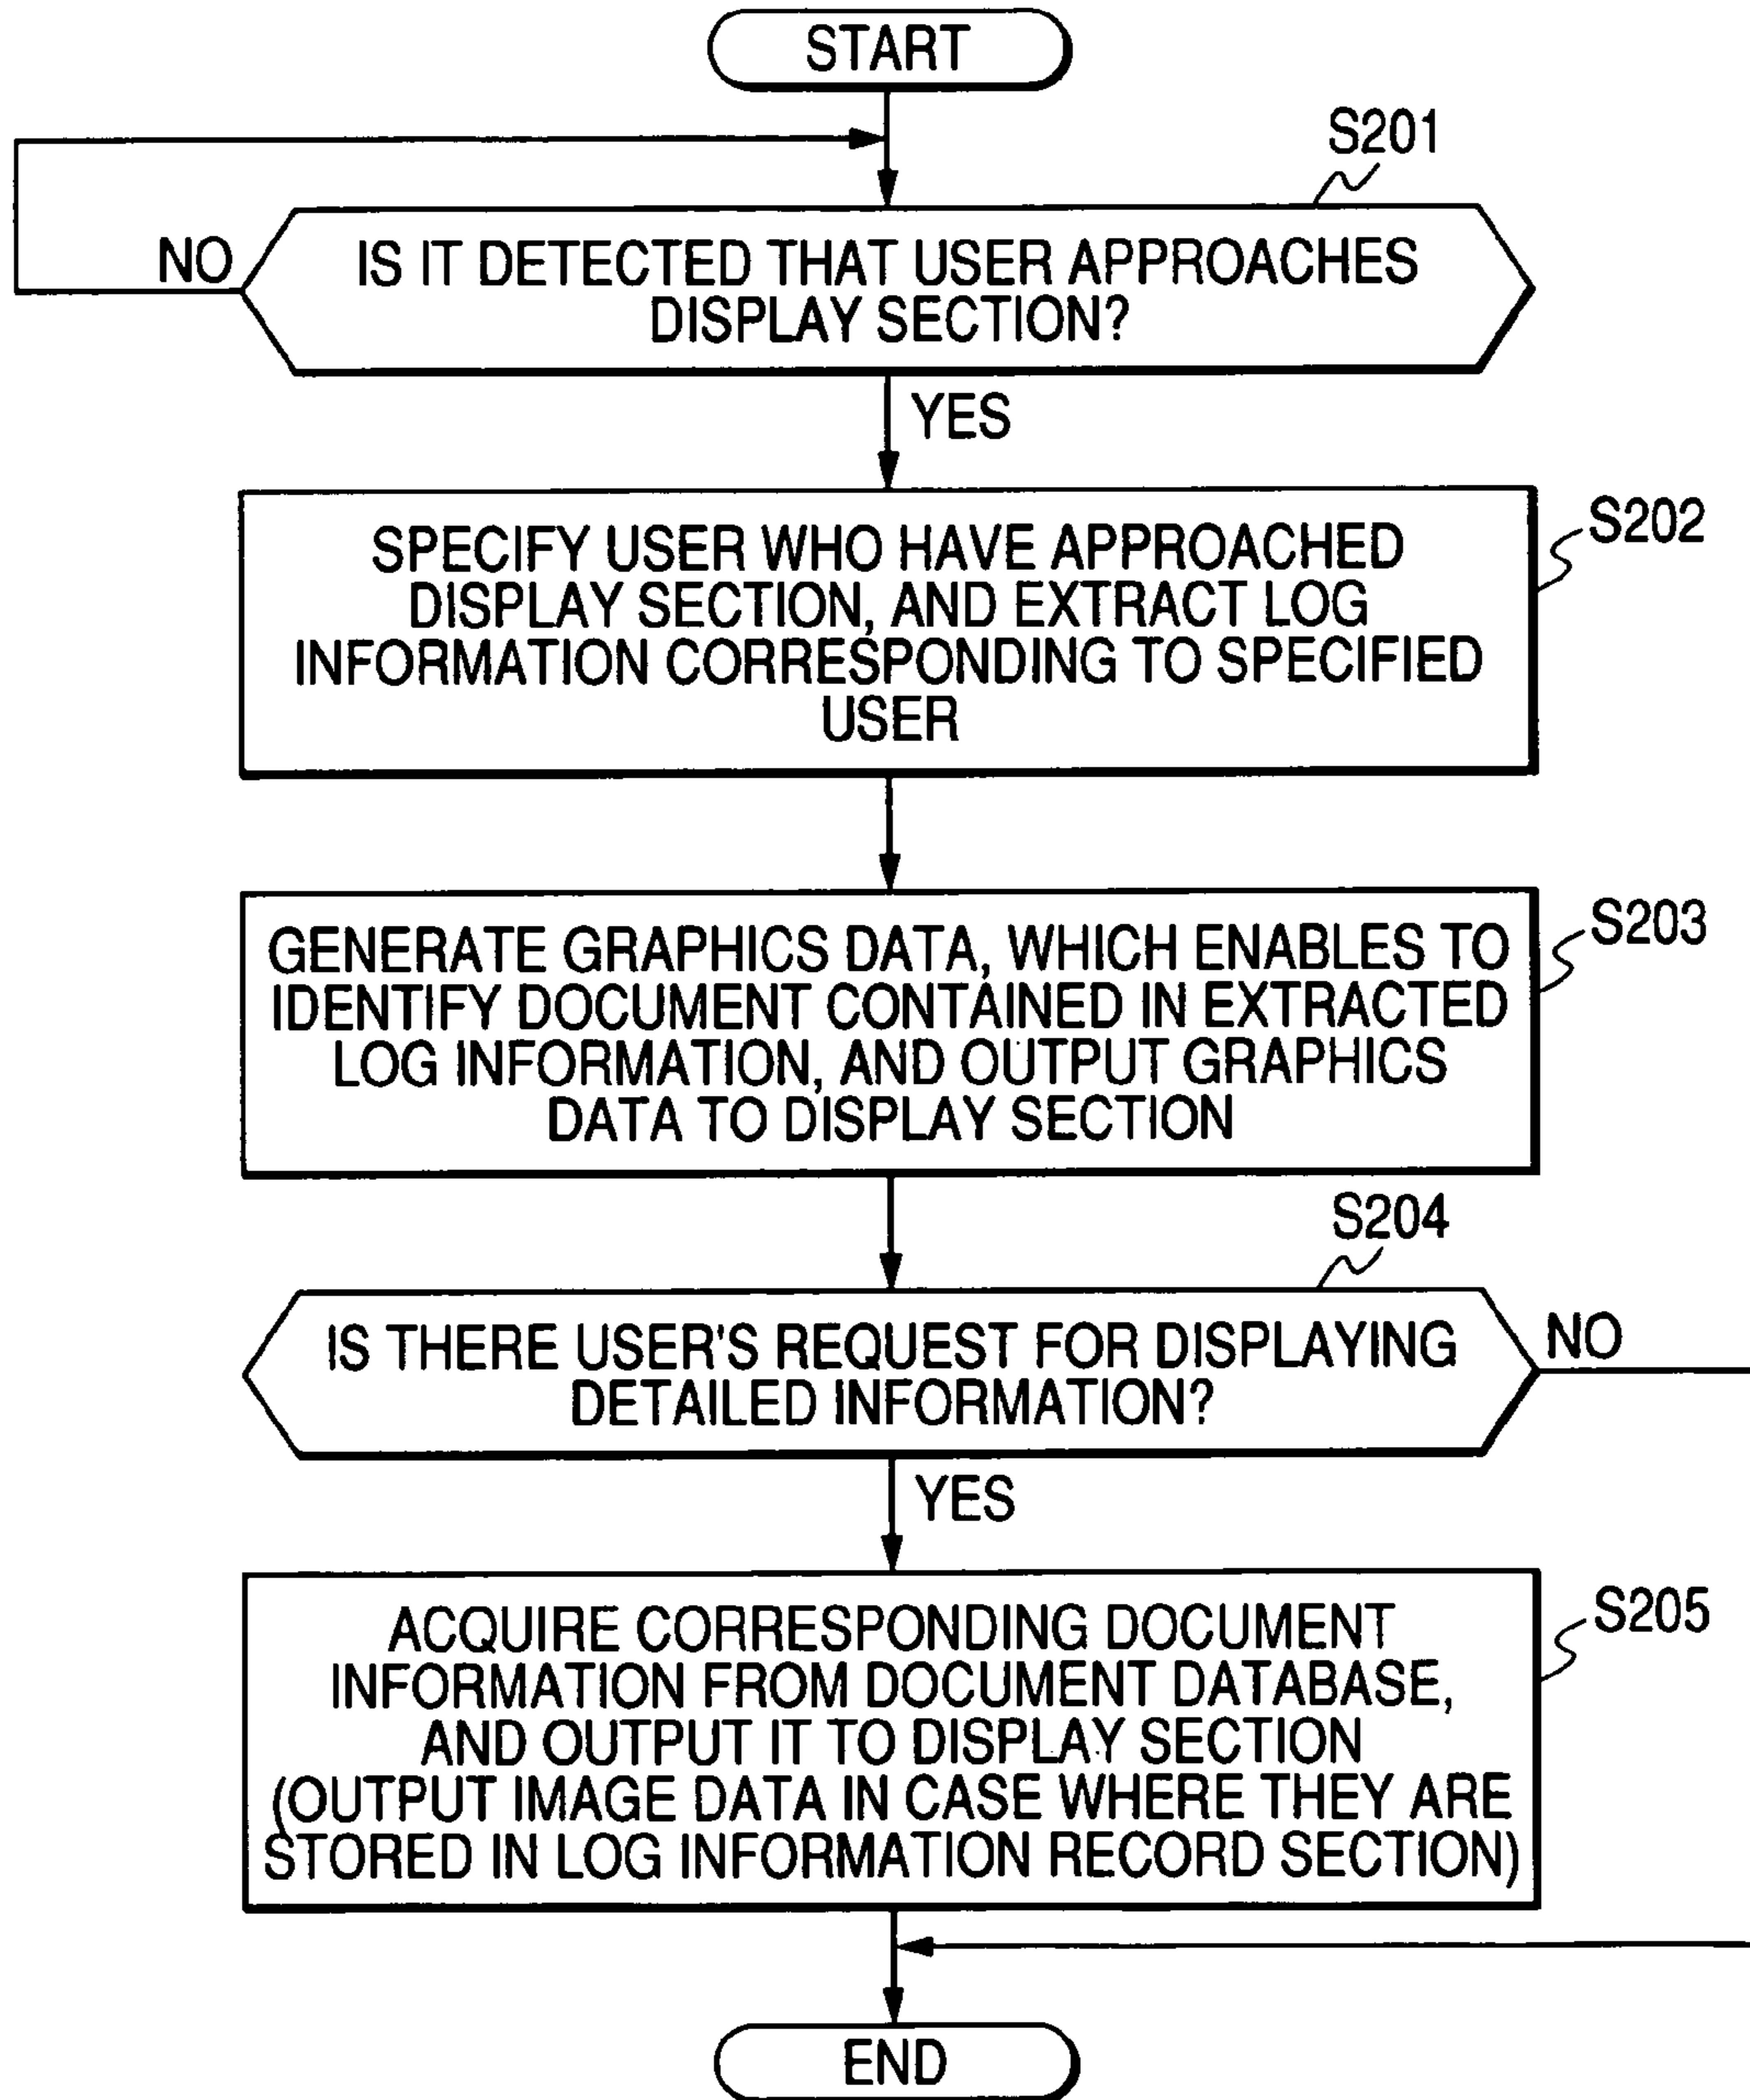 START
S201
NO
IS IT DETECTED THAT USER APPROACHES
DISPLAY SECTION?
YES
S202
SPECIFY USER WHO HAVE APPROACHED
DISPLAY SECTION, AND EXTRACT LOG
INFORMATION CORRESPONDING TO SPECIFIED
USER
S203
GENERATE GRAPHICS DATA, WHICH ENABLES TO
IDENTIFY DOCUMENT CONTAINED IN EXTRACTED
LOG INFORMATION, AND OUTPUT GRAPHICS
DATA TO DISPLAY SECTION
S204
IS THERE USER'S REQUEST FOR DISPLAYING
DETAILED INFORMATION?
NO
YES
S205
ACQUIRE CORRESPONDING DOCUMENT
INFORMATION FROM DOCUMENT DATABASE,
AND OUTPUT IT TO DISPLAY SECTION
(OUTPUT IMAGE DATA IN CASE WHERE THEY ARE
STORED IN LOG INFORMATION RECORD SECTION)
END